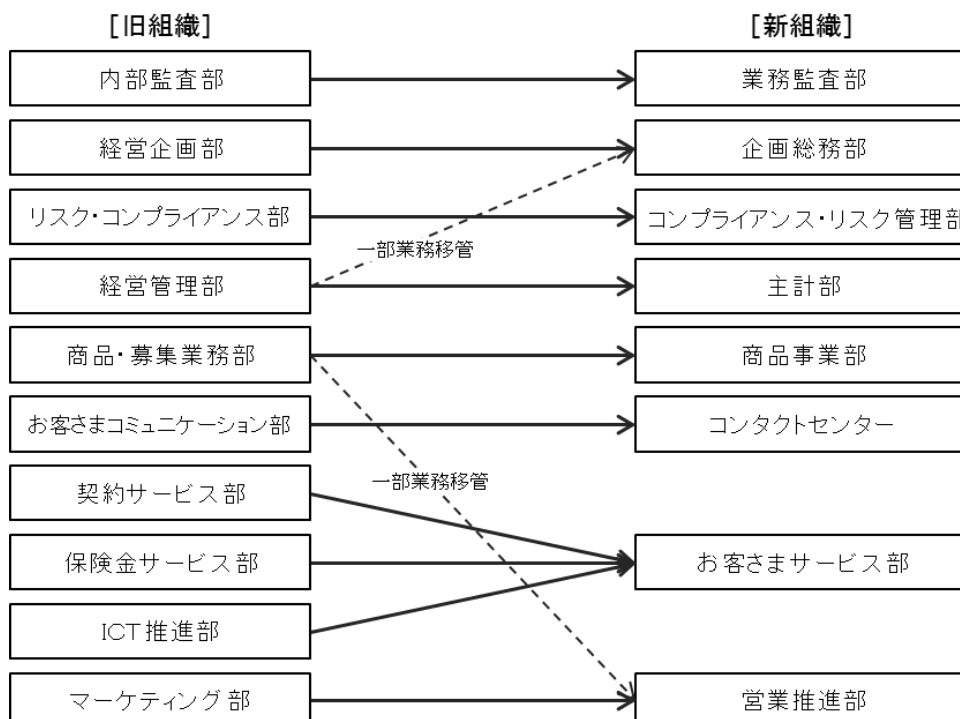 [旧組織]
[新組織]
内部監査部
業務監査部
経営企画部
企画総務部
リスク・コンプライアンス部
コンプライアンス・リスク管理部
一部業務移管
経営管理部
主計部
商品・募集業務部
商品事業部
お客さまコミュニケーション部
コンタクトセンター
一部業務移管
契約サービス部
保険金サービス部
お客さまサービス部
ICT推進部
マーケティング部
営業推進部